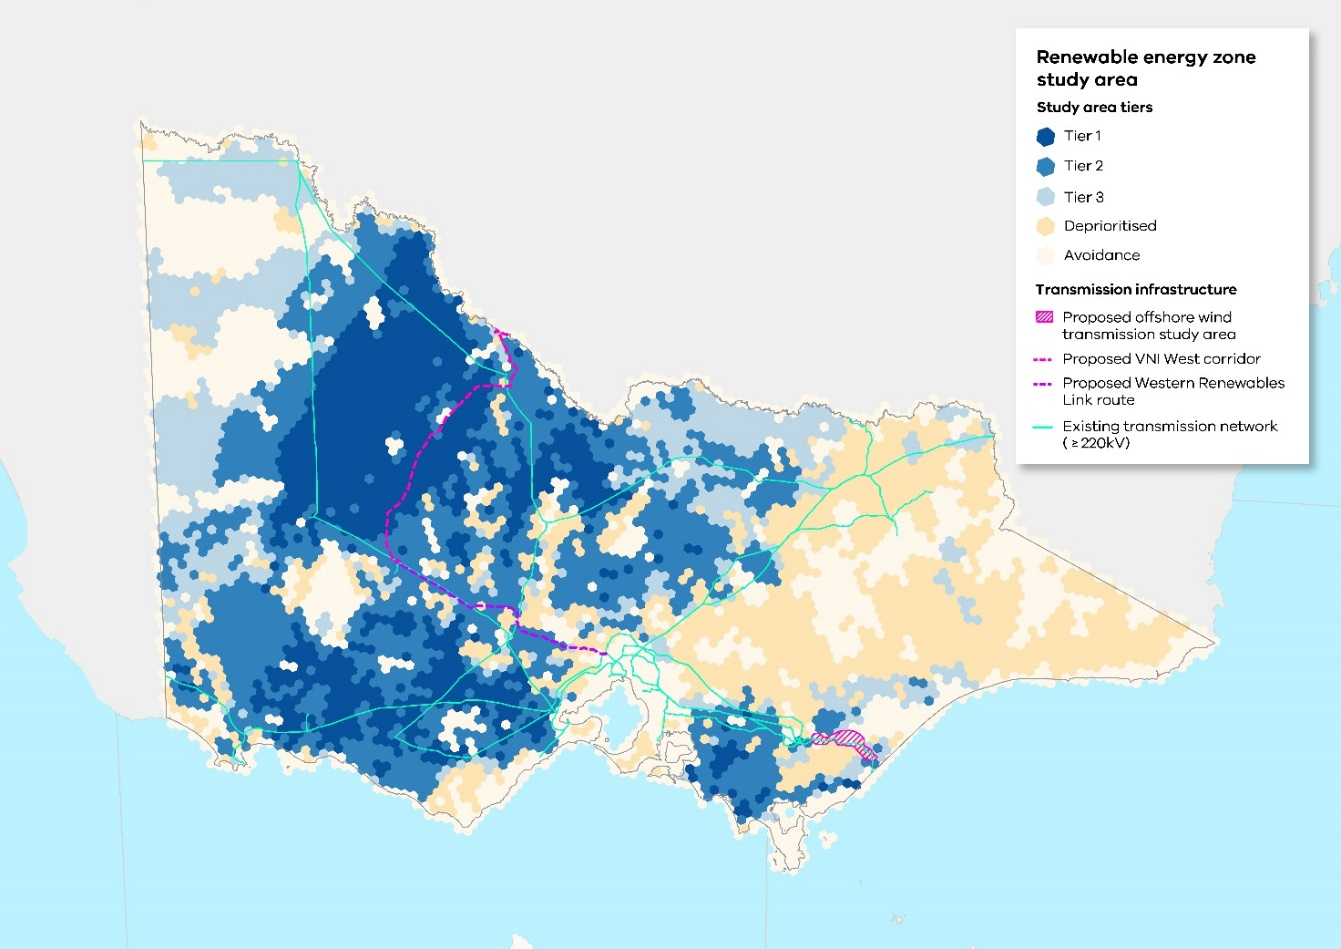 Renewable energy zone
study area
Study area tiers
Tier 1
Tier 2
Tier 3
Deprioritised
Avoidance
Transmission infrastructure
Proposed offshore wind
transmission study area
Proposed VNI West corridor
Proposed Western Renewables
Link route
Existing transmission network
(≥220kV)